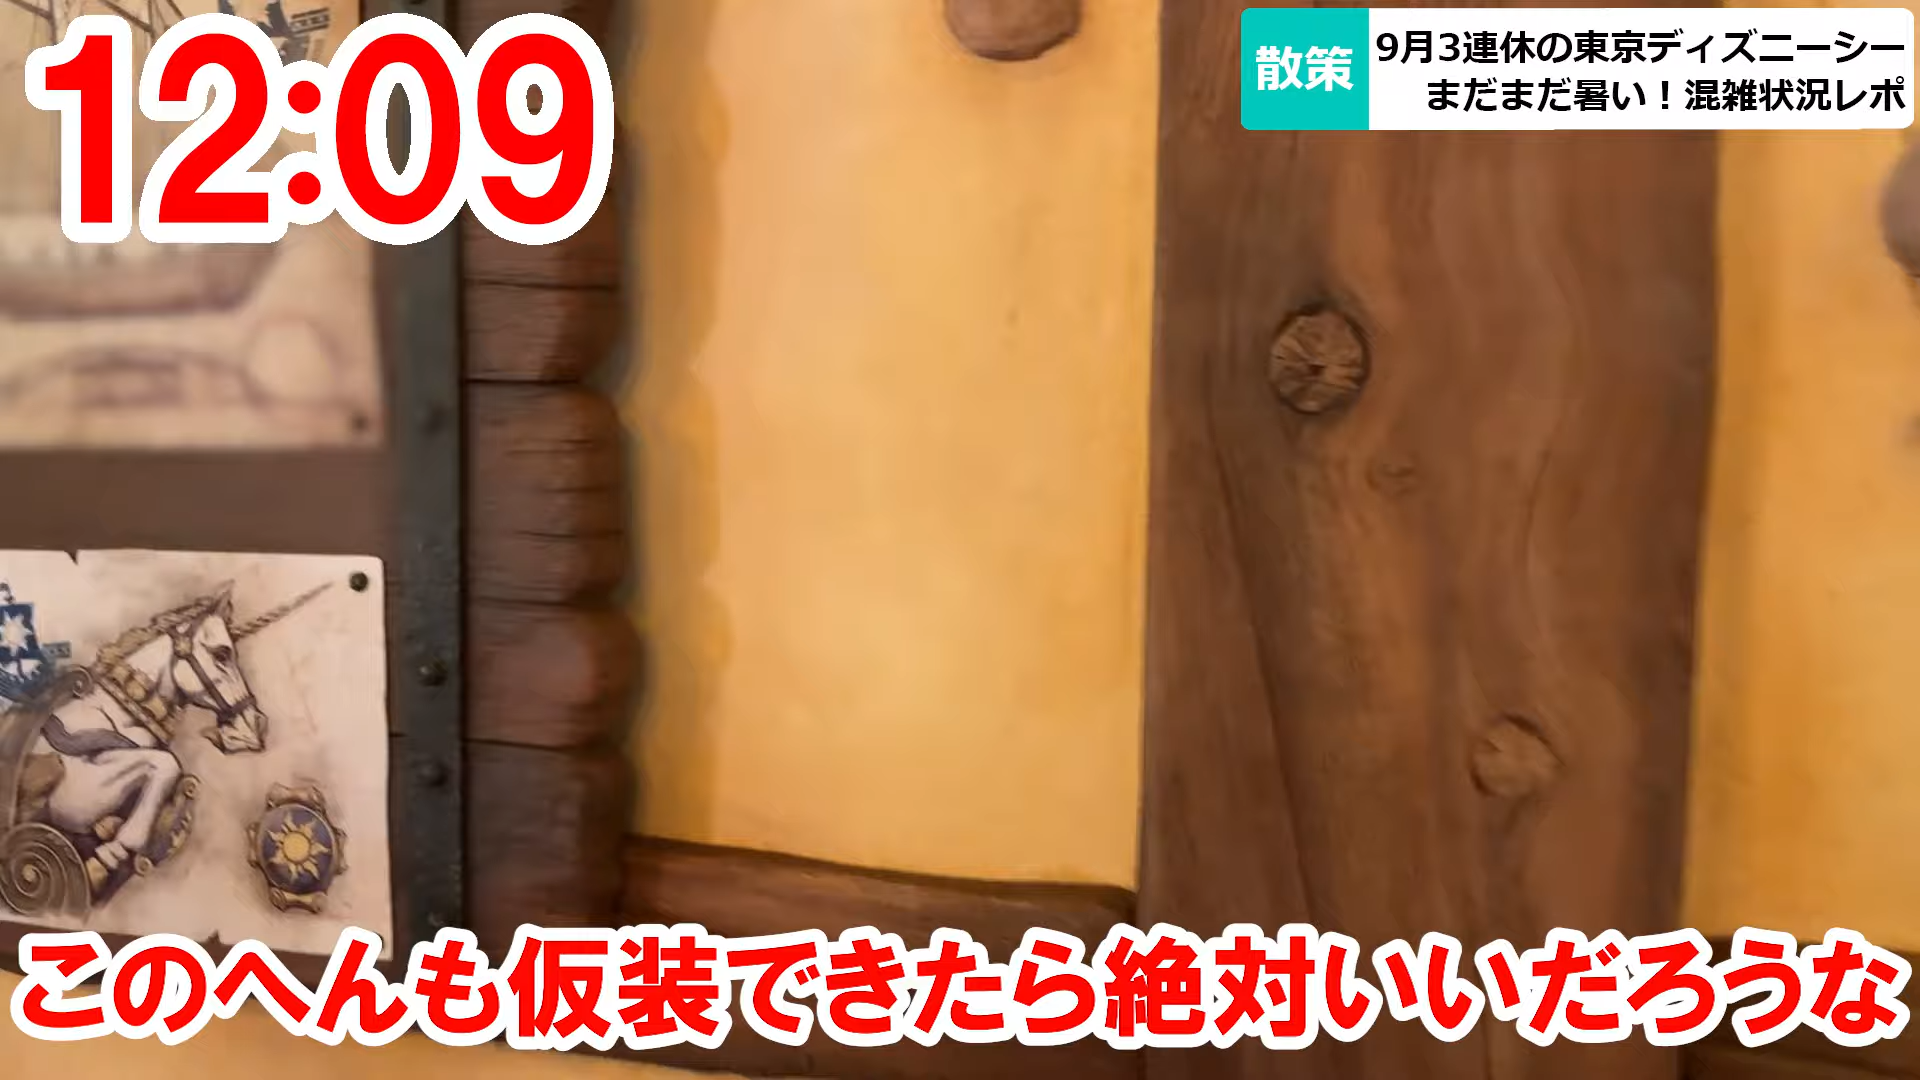 12:09
散策
9月3連休の東京ディズニーシー
まだまだ暑い！混雑状況レポ
このへんも仮装できたら絶対いいだろうな